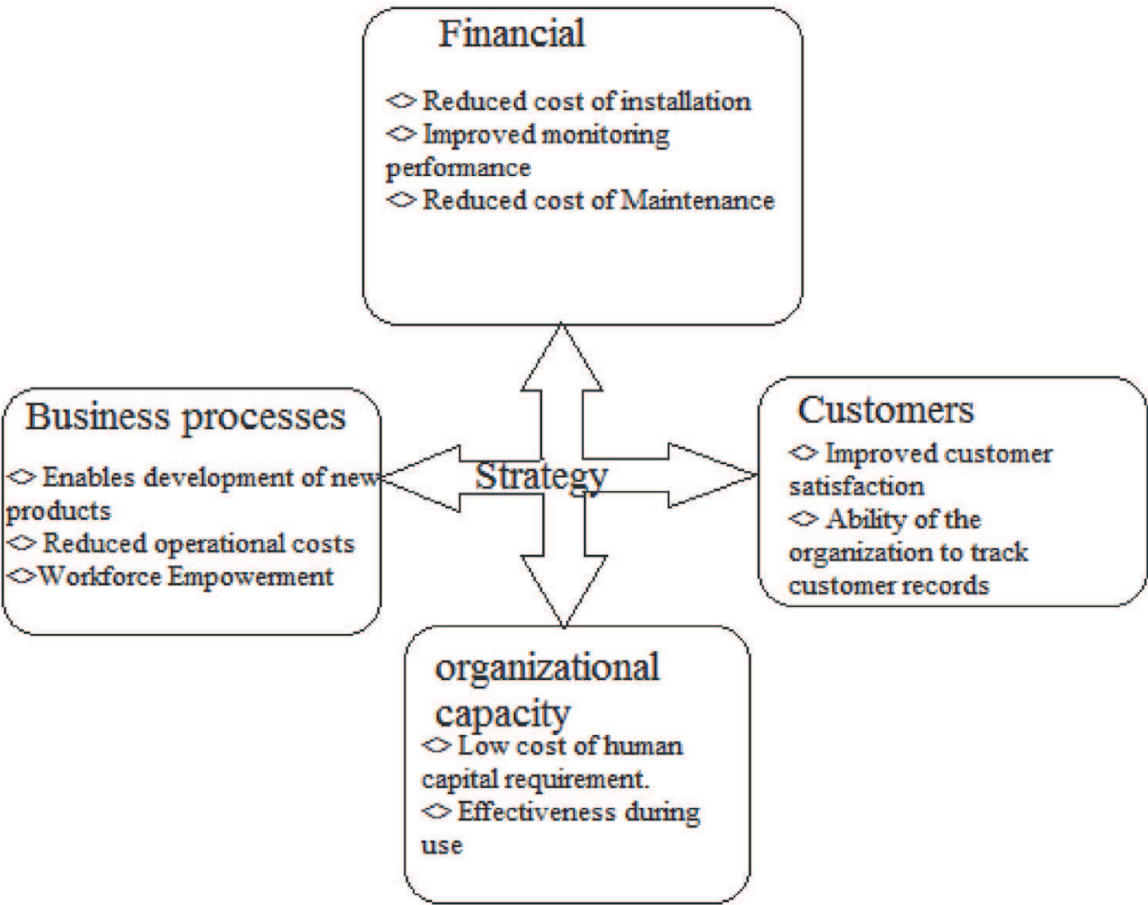 Financial
<> Reduced cost of installation
<> Improved monitoring
performance
<> Reduced cost of Maintenance
Business processes
<> Enables development of new
products
<> Reduced operational costs
<>Workforce Empowerment
Strategy
Customers
<> Improved customer
satisfaction
<> Ability of the
organization to track
customer records
organizational
capacity
<> Low cost of human
capital requirement.
<> Effectiveness during
use